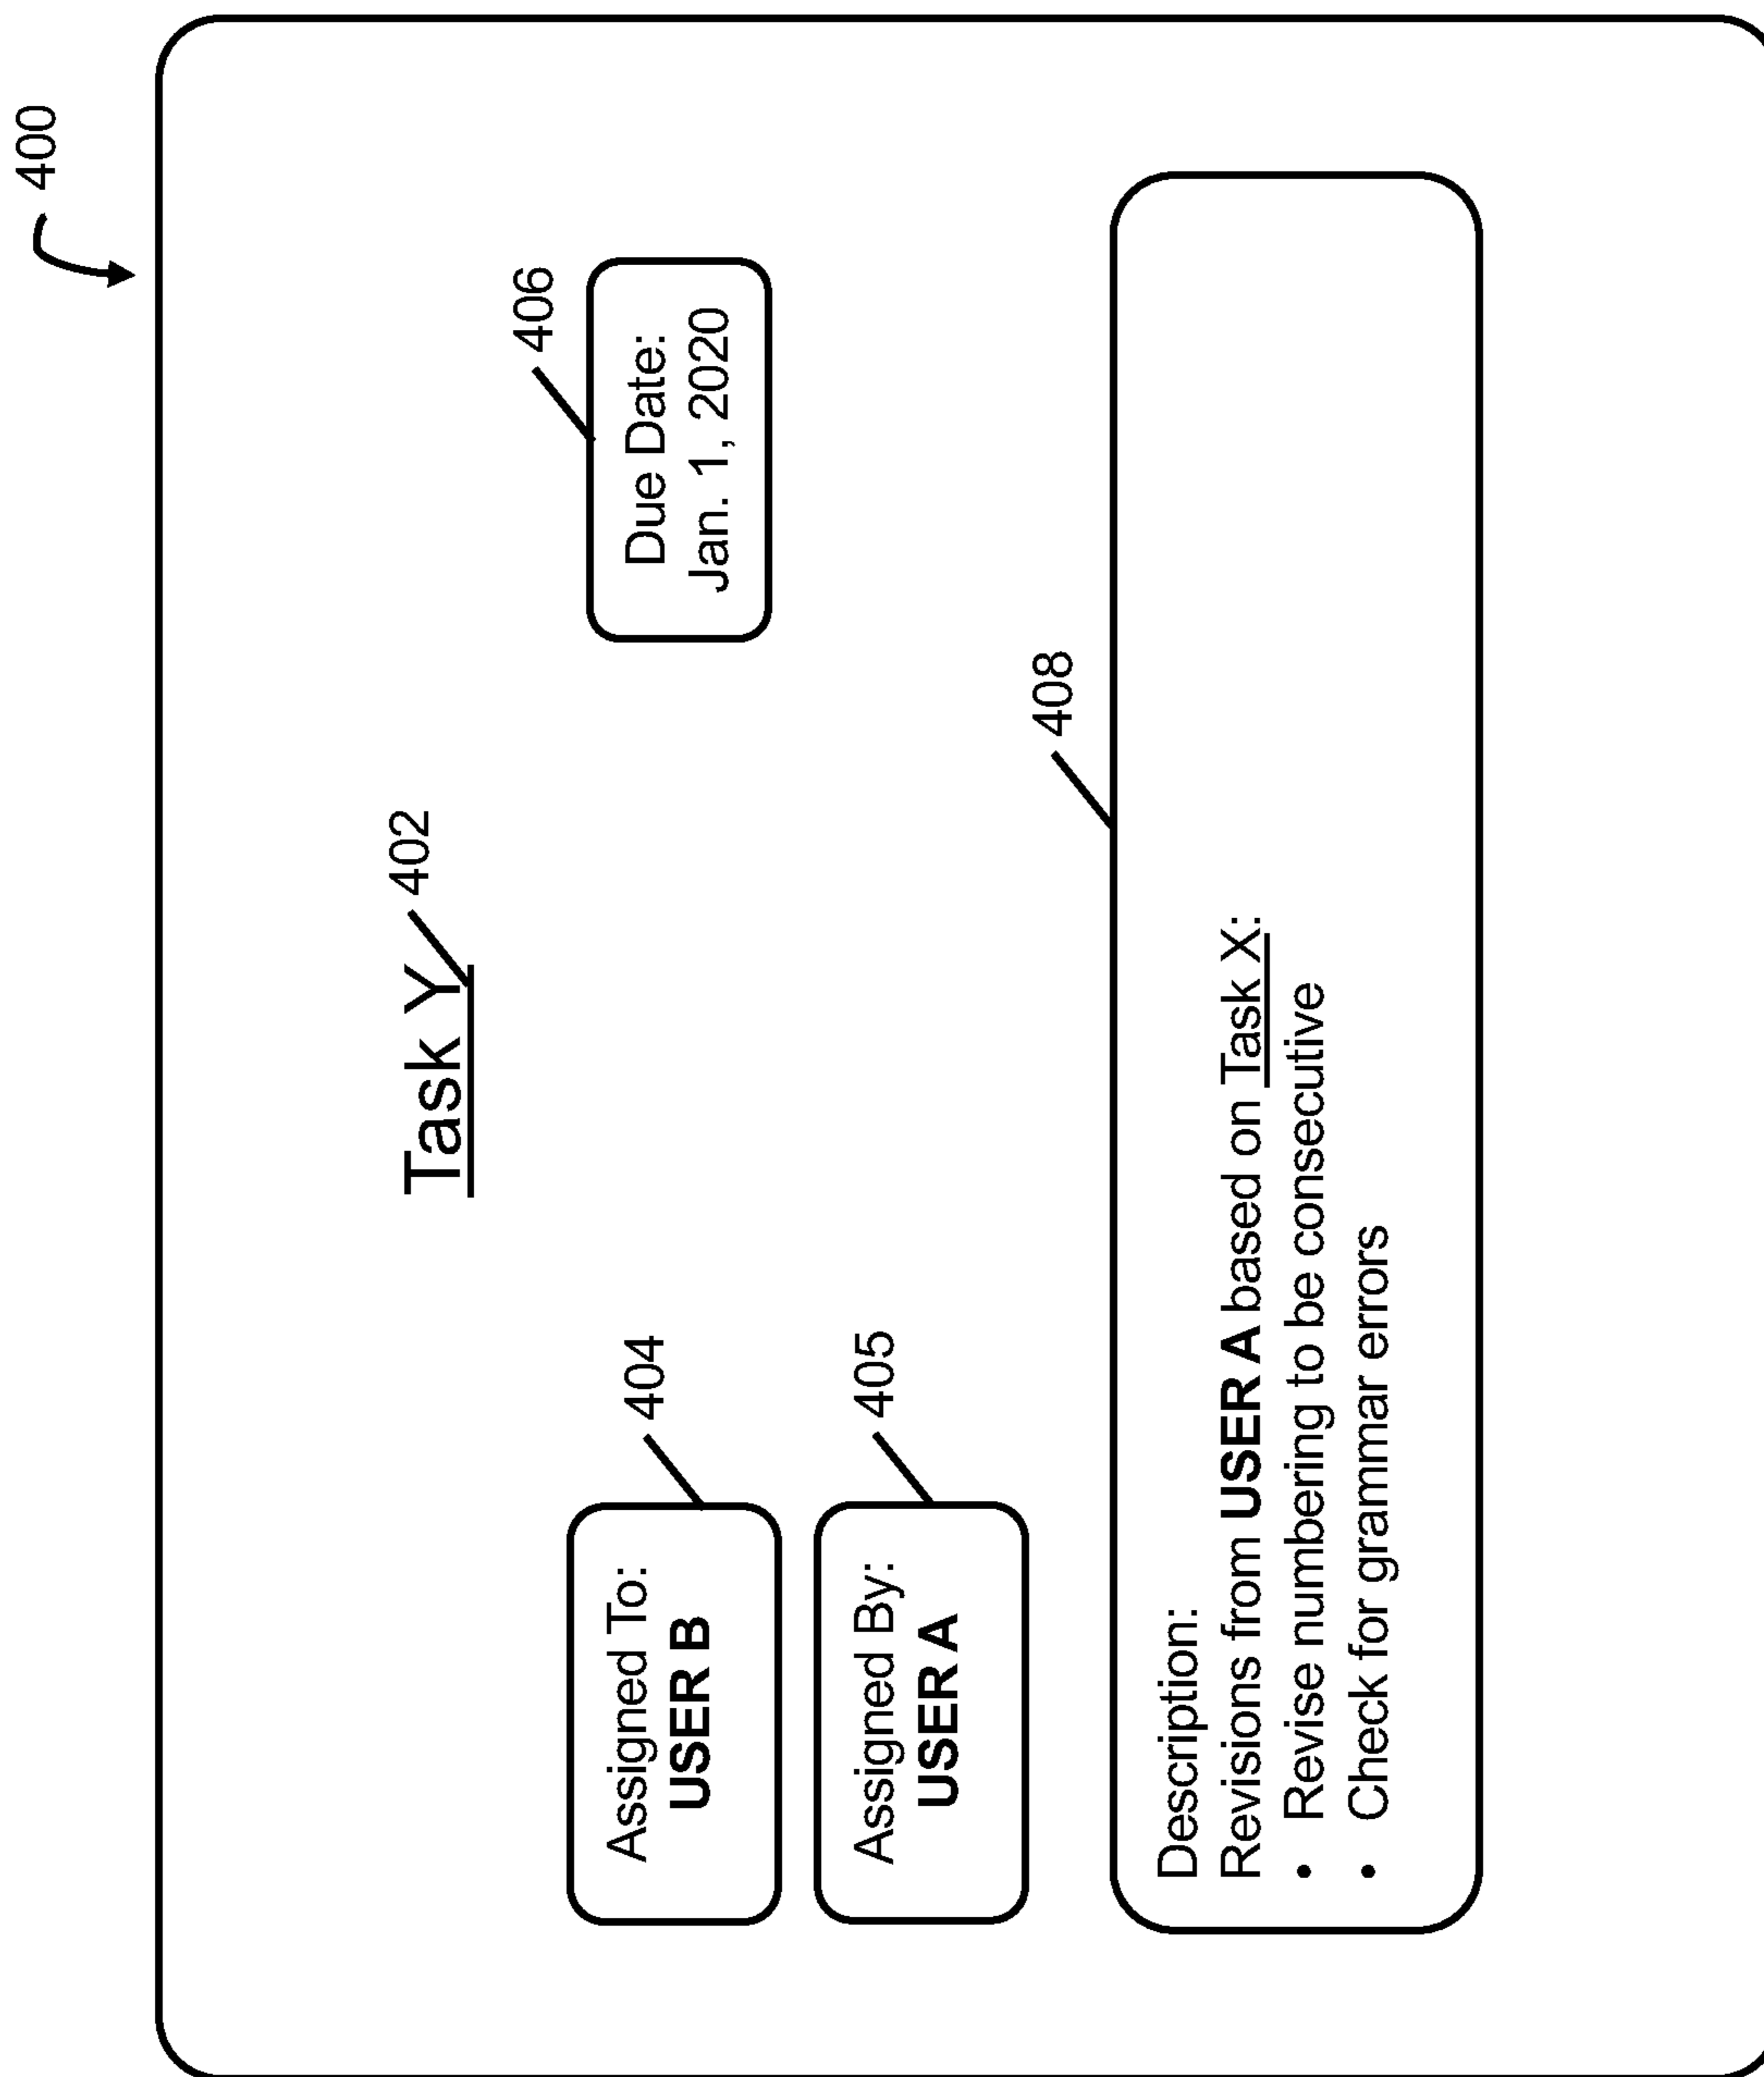 400
Task Y
402
Assigned To:
USER B
404
Due Date:
Jan. 1, 2020
406
Assigned By:
USER A
405
408
Description:
Revisions from USER A based on Task X:
• Revise numbering to be consecutive
• Check for grammar errors